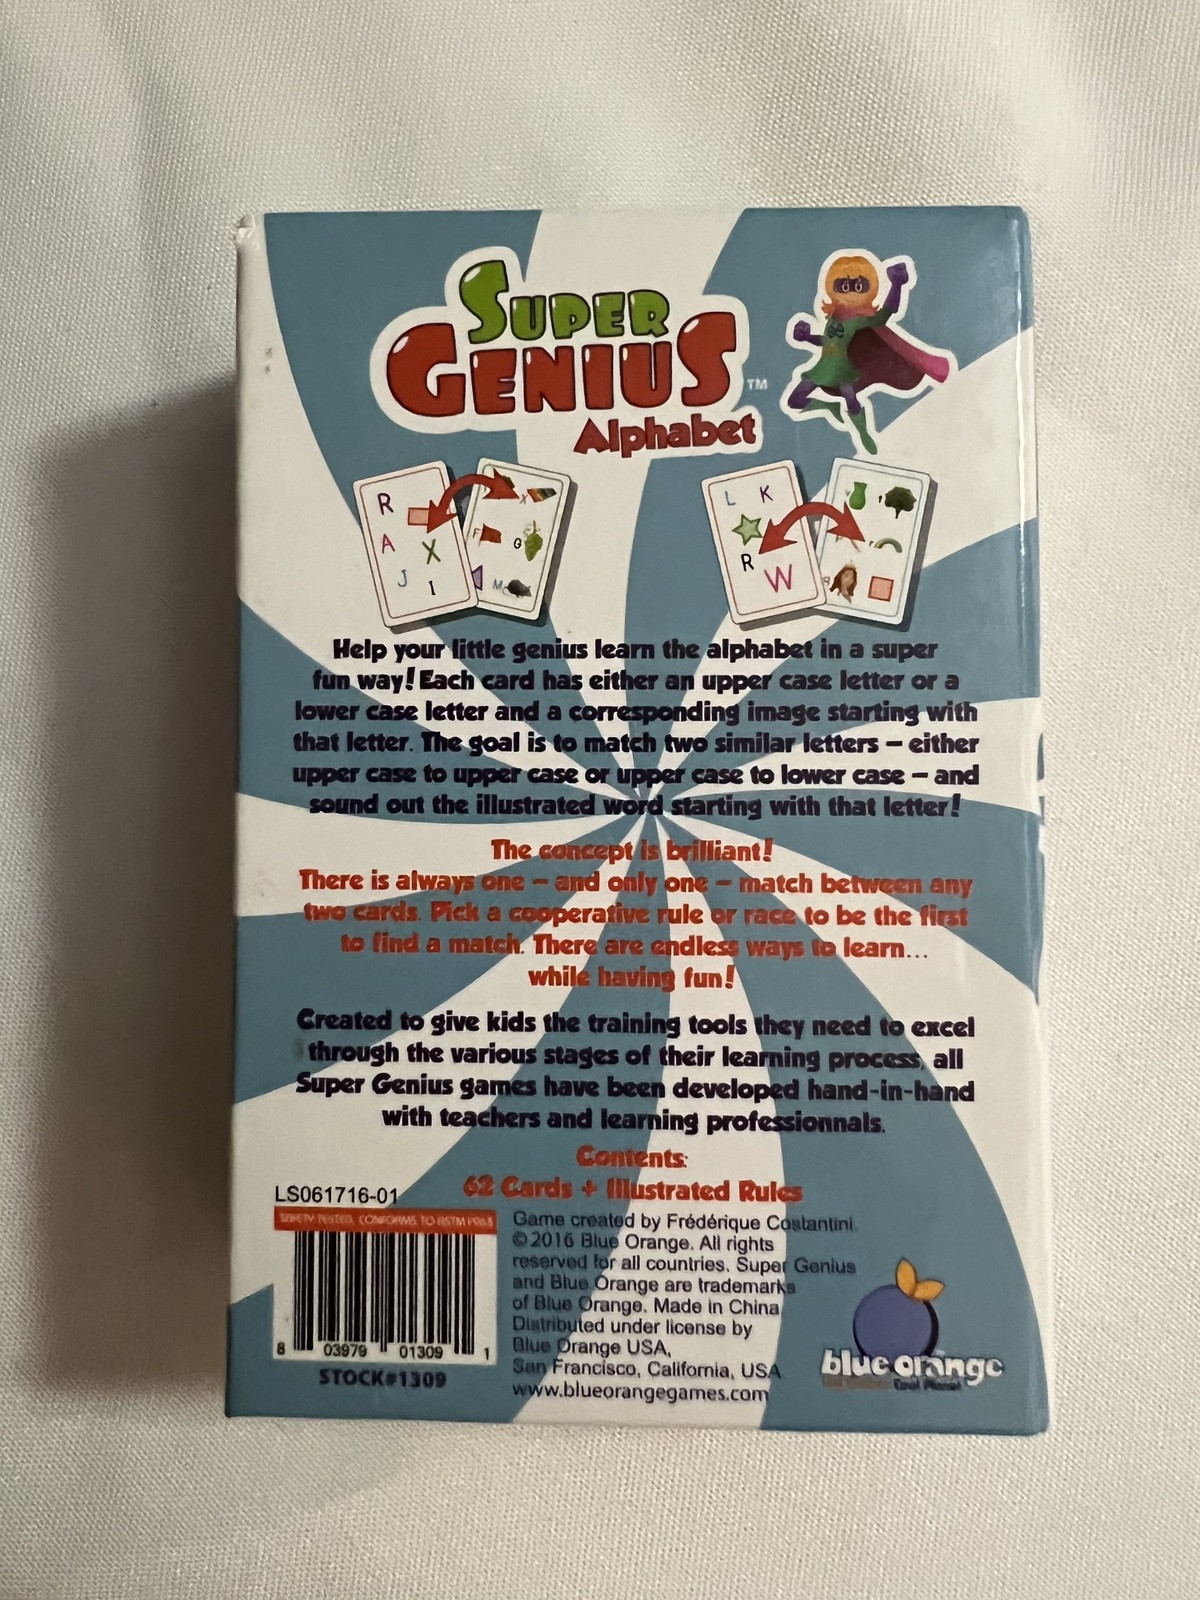 SUPER
GENIUS™
Alphabet
R
A
X
J
I
X
F
G
M
L K
R
W
Help your little genius learn the alphabet in a super
fun way! Each card has either an upper case letter or a
lower case letter and a corresponding image starting with
that letter. The goal is to match two similar letters – either
upper case to upper case or upper case to lower case – and
sound out the illustrated word starting with that letter!
The concept is brilliant!
There is always one – and only one – match between any
two cards. Pick a cooperative rule or race to be the first
to find a match. There are endless ways to learn...
while having fun!
Created to give kids the training tools they need to excel
through the various stages of their learning process, all
Super Genius games have been developed hand-in-hand
with teachers and learning professionnals.
Contents:
62 Cards + Illustrated Rules
LS061716-01
SAFETY TESTED. CONFORMS TO ASTM F963
8 03979 01309 1
STOCK#1309
Game created by Frédérique Costantini.
©2016 Blue Orange. All rights
reserved for all countries. Super Genius
and Blue Orange are trademarks
of Blue Orange. Made in China.
Distributed under license by
Blue Orange USA,
San Francisco, California, USA.
www.blueorangegames.com
blue orange